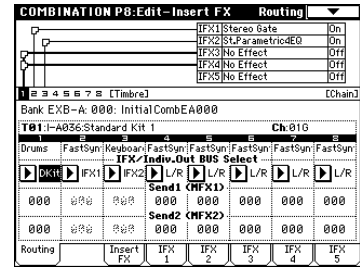 COMBINATION P8:Edit-Insert FX Routing
IFX1 Stereo Gate On
IFX2 St.Parametric4EQ On
IFX3 No Effect Off
IFX4 No Effect Off
IFX5 No Effect Off
1 2 3 4 5 6 7 8 [Timbre] [Chain]
Bank EXB-A: 000: InitialCombEA000
T01:I-A036:Standard Kit 1 Ch:01G
1 2 3 4 5 6 7 8
Drums FastSyn Keyboar FastSyn FastSyn FastSyn FastSyn FastSyn
IFX/Indiv.Out BUS Select
DKit IFX1 IFX2 L/R L/R L/R L/R L/R
Send1 (MFX1)
000 000 000 000 000 000 000 000
Send2 (MFX2)
000 000 000 000 000 000 000 000
Routing Insert FX IFX 1 IFX 2 IFX 3 IFX 4 IFX 5